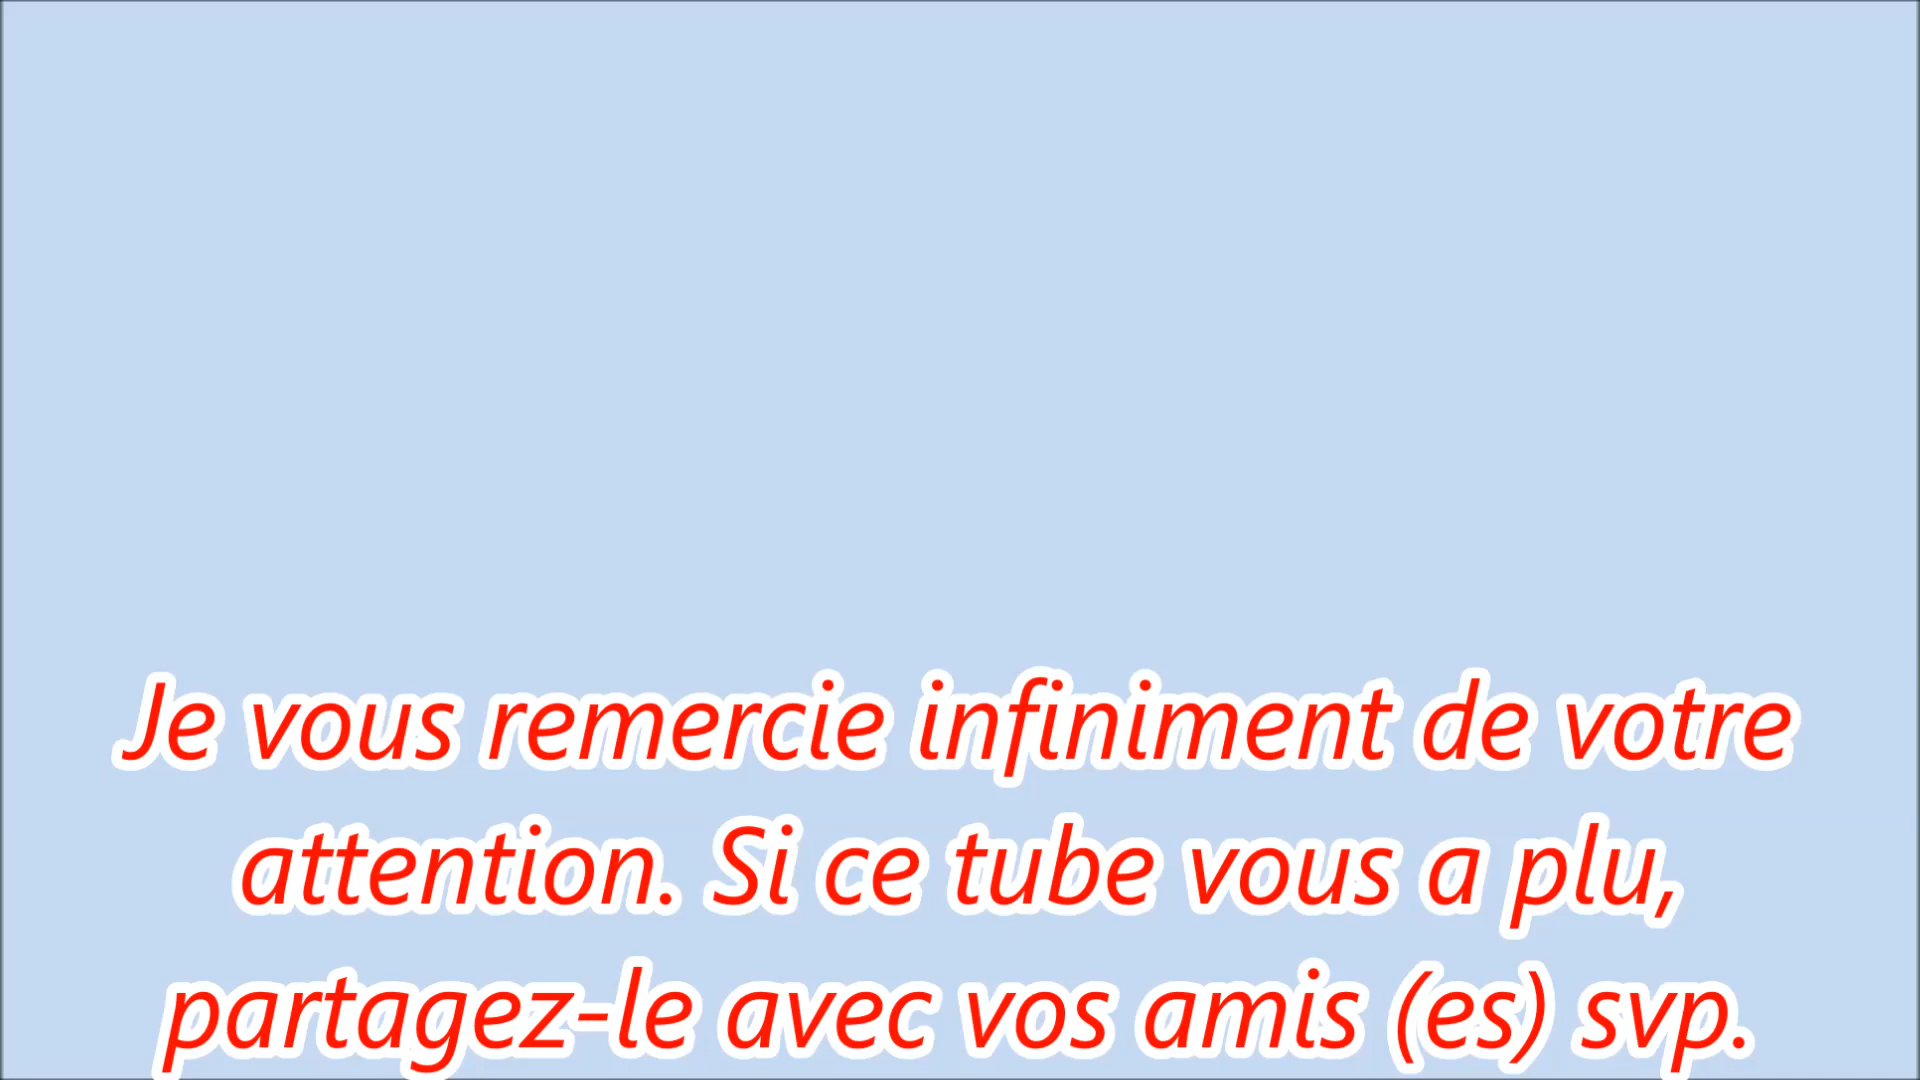 Je vous remercie infiniment de votre
attention. Si ce tube vous a plu,
partagez-le avec vos amis (es) svp.